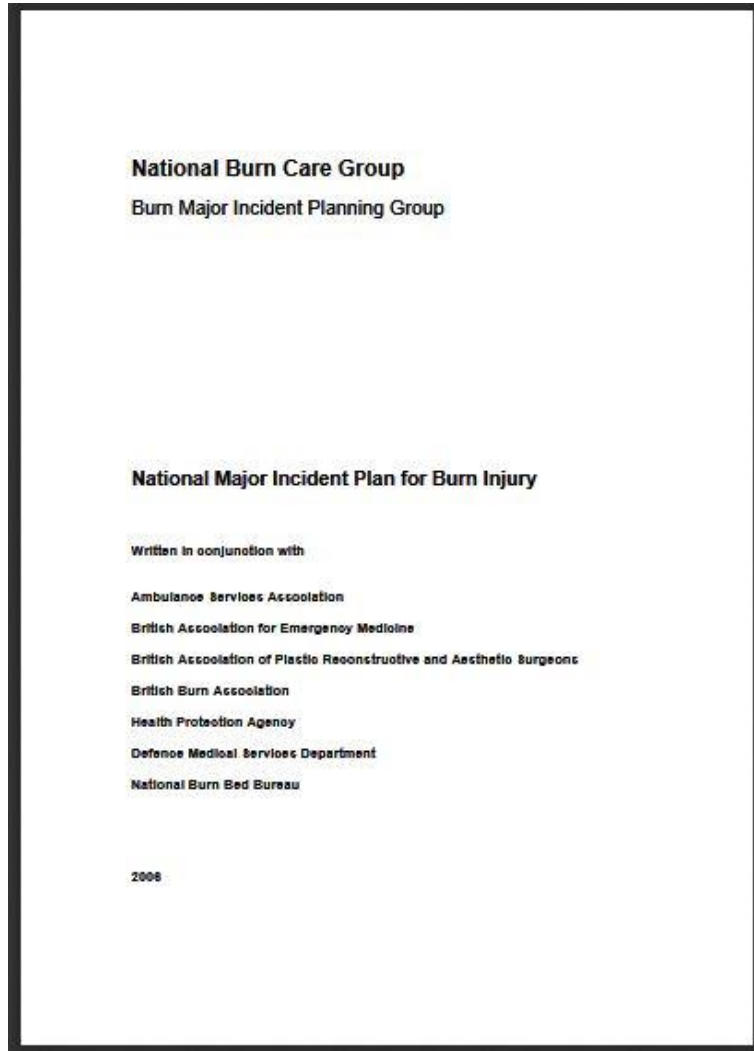 National Burn Care Group
Burn Major Incident Planning Group
National Major Incident Plan for Burn Injury
Written in conjunction with
Ambulance Services Association
British Association for Emergency Medicine
British Association of Plastic Reconstructive and Aesthetic Surgeons
British Burn Association
Health Protection Agency
Defence Medical Services Department
National Burn Bed Bureau